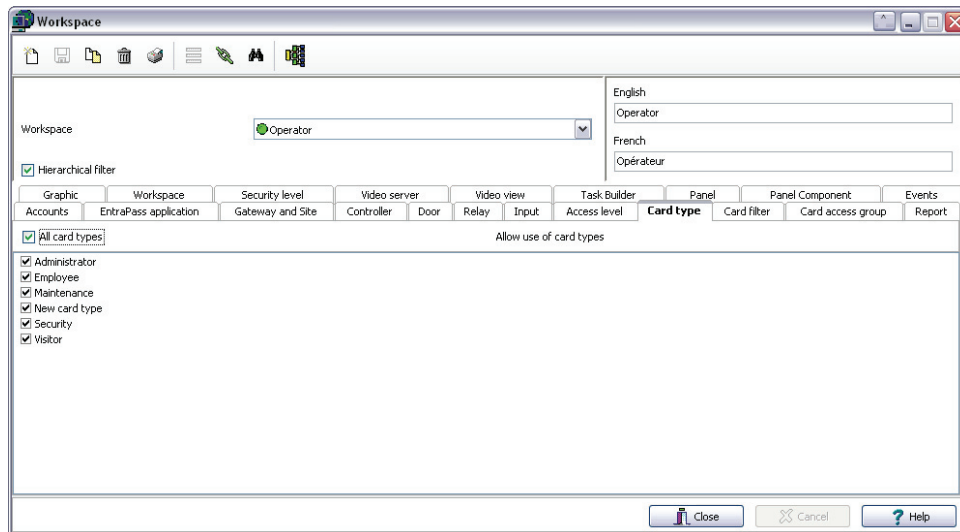 Workspace
English
Operator
Workspace
Operator
French
Opérateur
Hierarchical filter
Graphic Workspace Security level Video server Video view Task Builder Panel Panel Component Events
Accounts EntraPass application Gateway and Site Controller Door Relay Input Access level Card type Card filter Card access group Report
All card types Allow use of card types
Administrator
Employee
Maintenance
New card type
Security
Visitor
Close Cancel ? Help